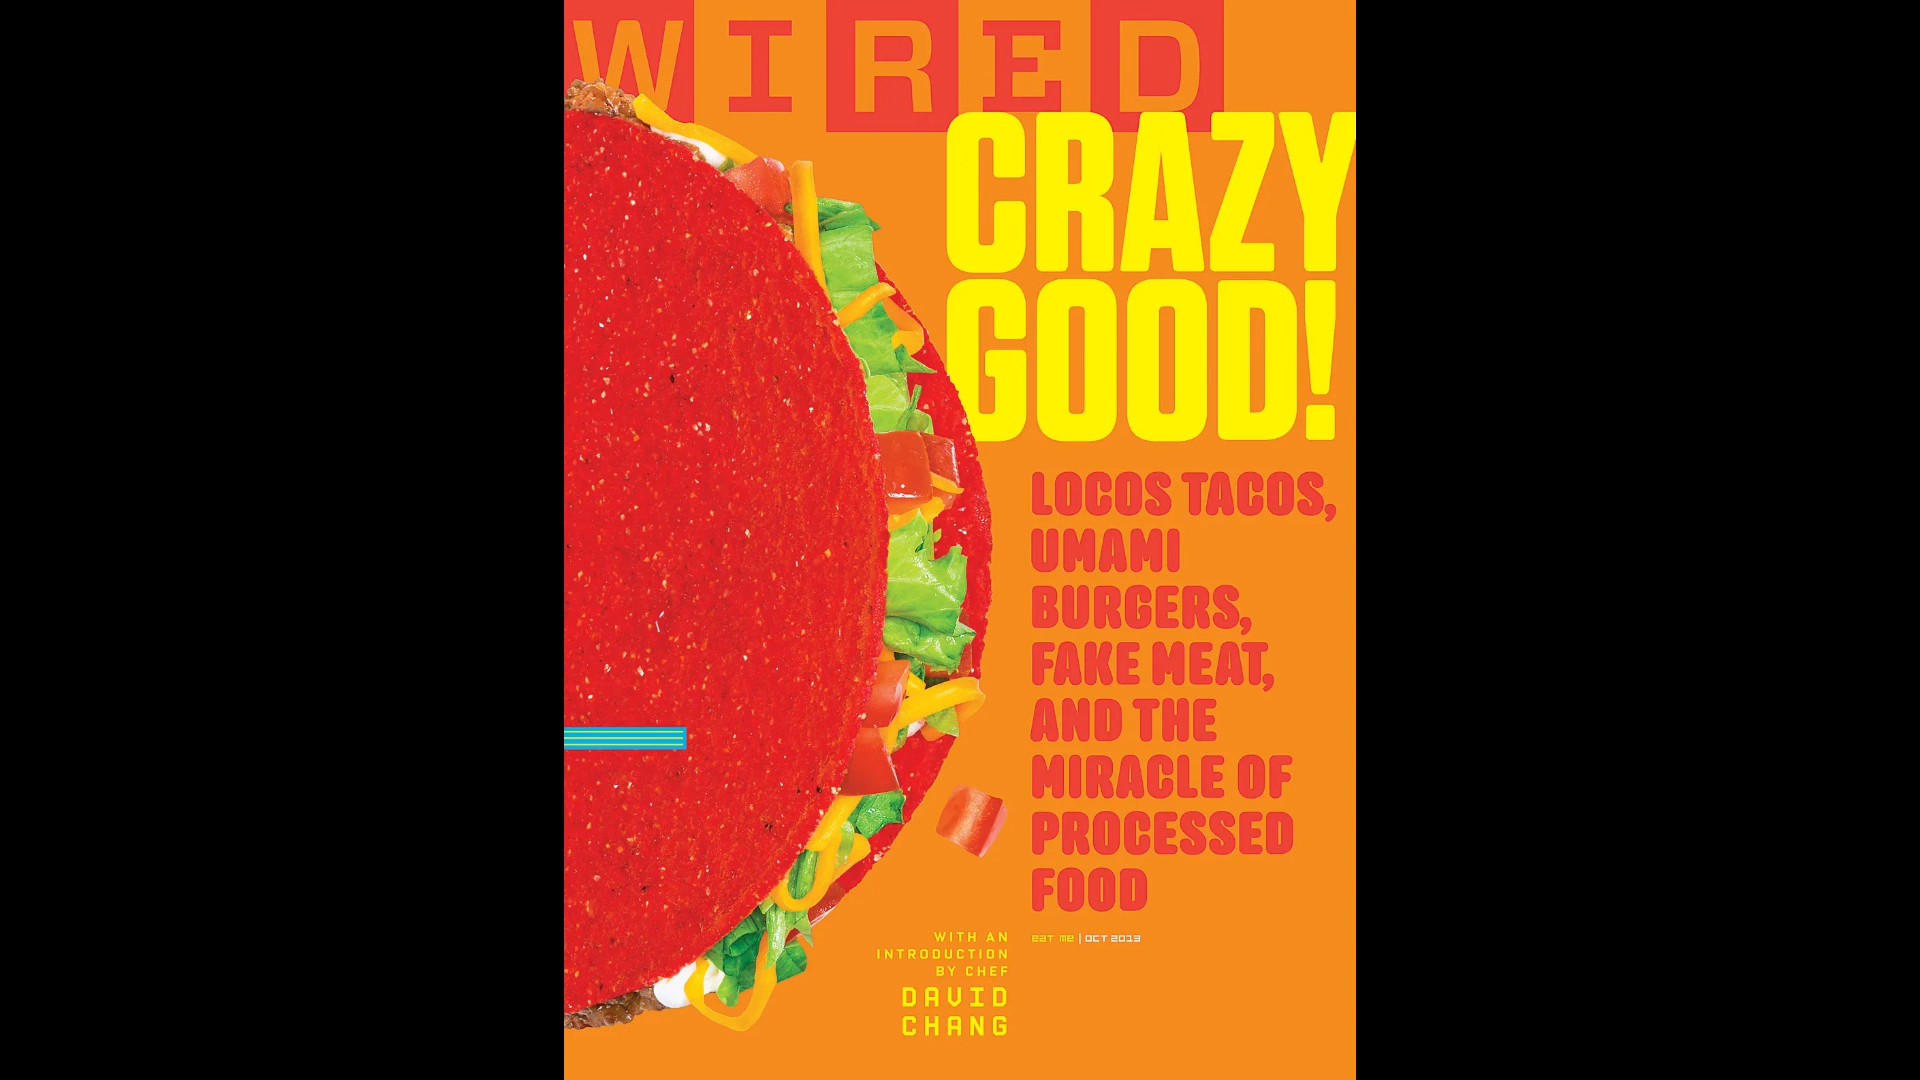 WIRED
CRAZY
GOOD!
LOCOS TACOS,
UMAMI
BURGERS,
FAKE MEAT,
AND THE
MIRACLE OF
PROCESSED
FOOD
EAT ME | OCT 2013
WITH AN
INTRODUCTION
BY CHEF
DAVID
CHANG